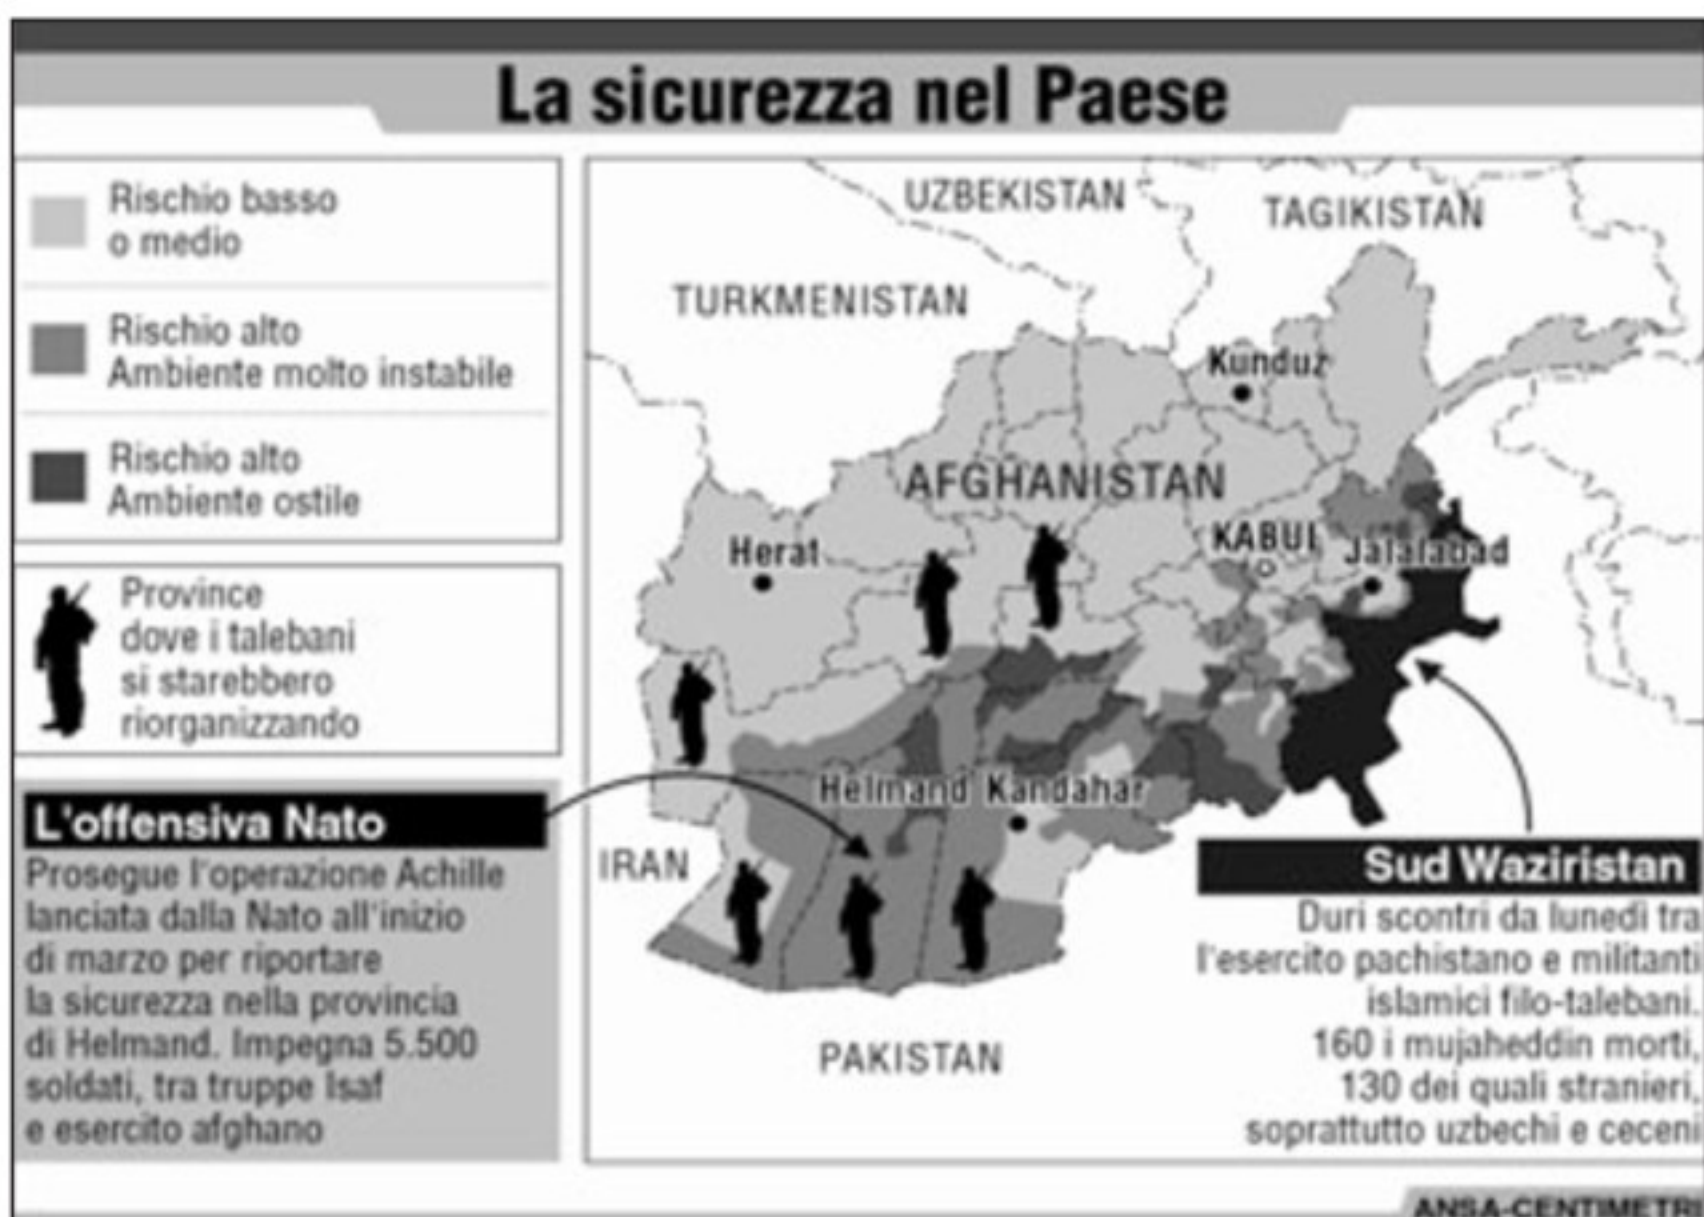 La sicurezza nel Paese
Rischio basso
o medio
Rischio alto
Ambiente molto instabile
Rischio alto
Ambiente ostile
Province
dove i talebani
si starebbero
riorganizzando
L'offensiva Nato
Prosegue l'operazione Achille
lanciata dalla Nato all'inizio
di marzo per riportare
la sicurezza nella provincia
di Helmand. Impegna 5.500
soldati, tra truppe Isaf
e esercito afghano
UZBEKISTAN
TAGIKISTAN
TURKMENISTAN
Kunduz
AFGHANISTAN
KABUL
Jalalabad
Herat
Helmand
Kandahar
IRAN
PAKISTAN
Sud Waziristan
Duri scontri da lunedì tra
l'esercito pachistano e militanti
islamici filo-talebani.
160 i mujaheddin morti,
130 dei quali stranieri,
soprattutto uzbechi e ceceni
ANSA-CENTIMETRI